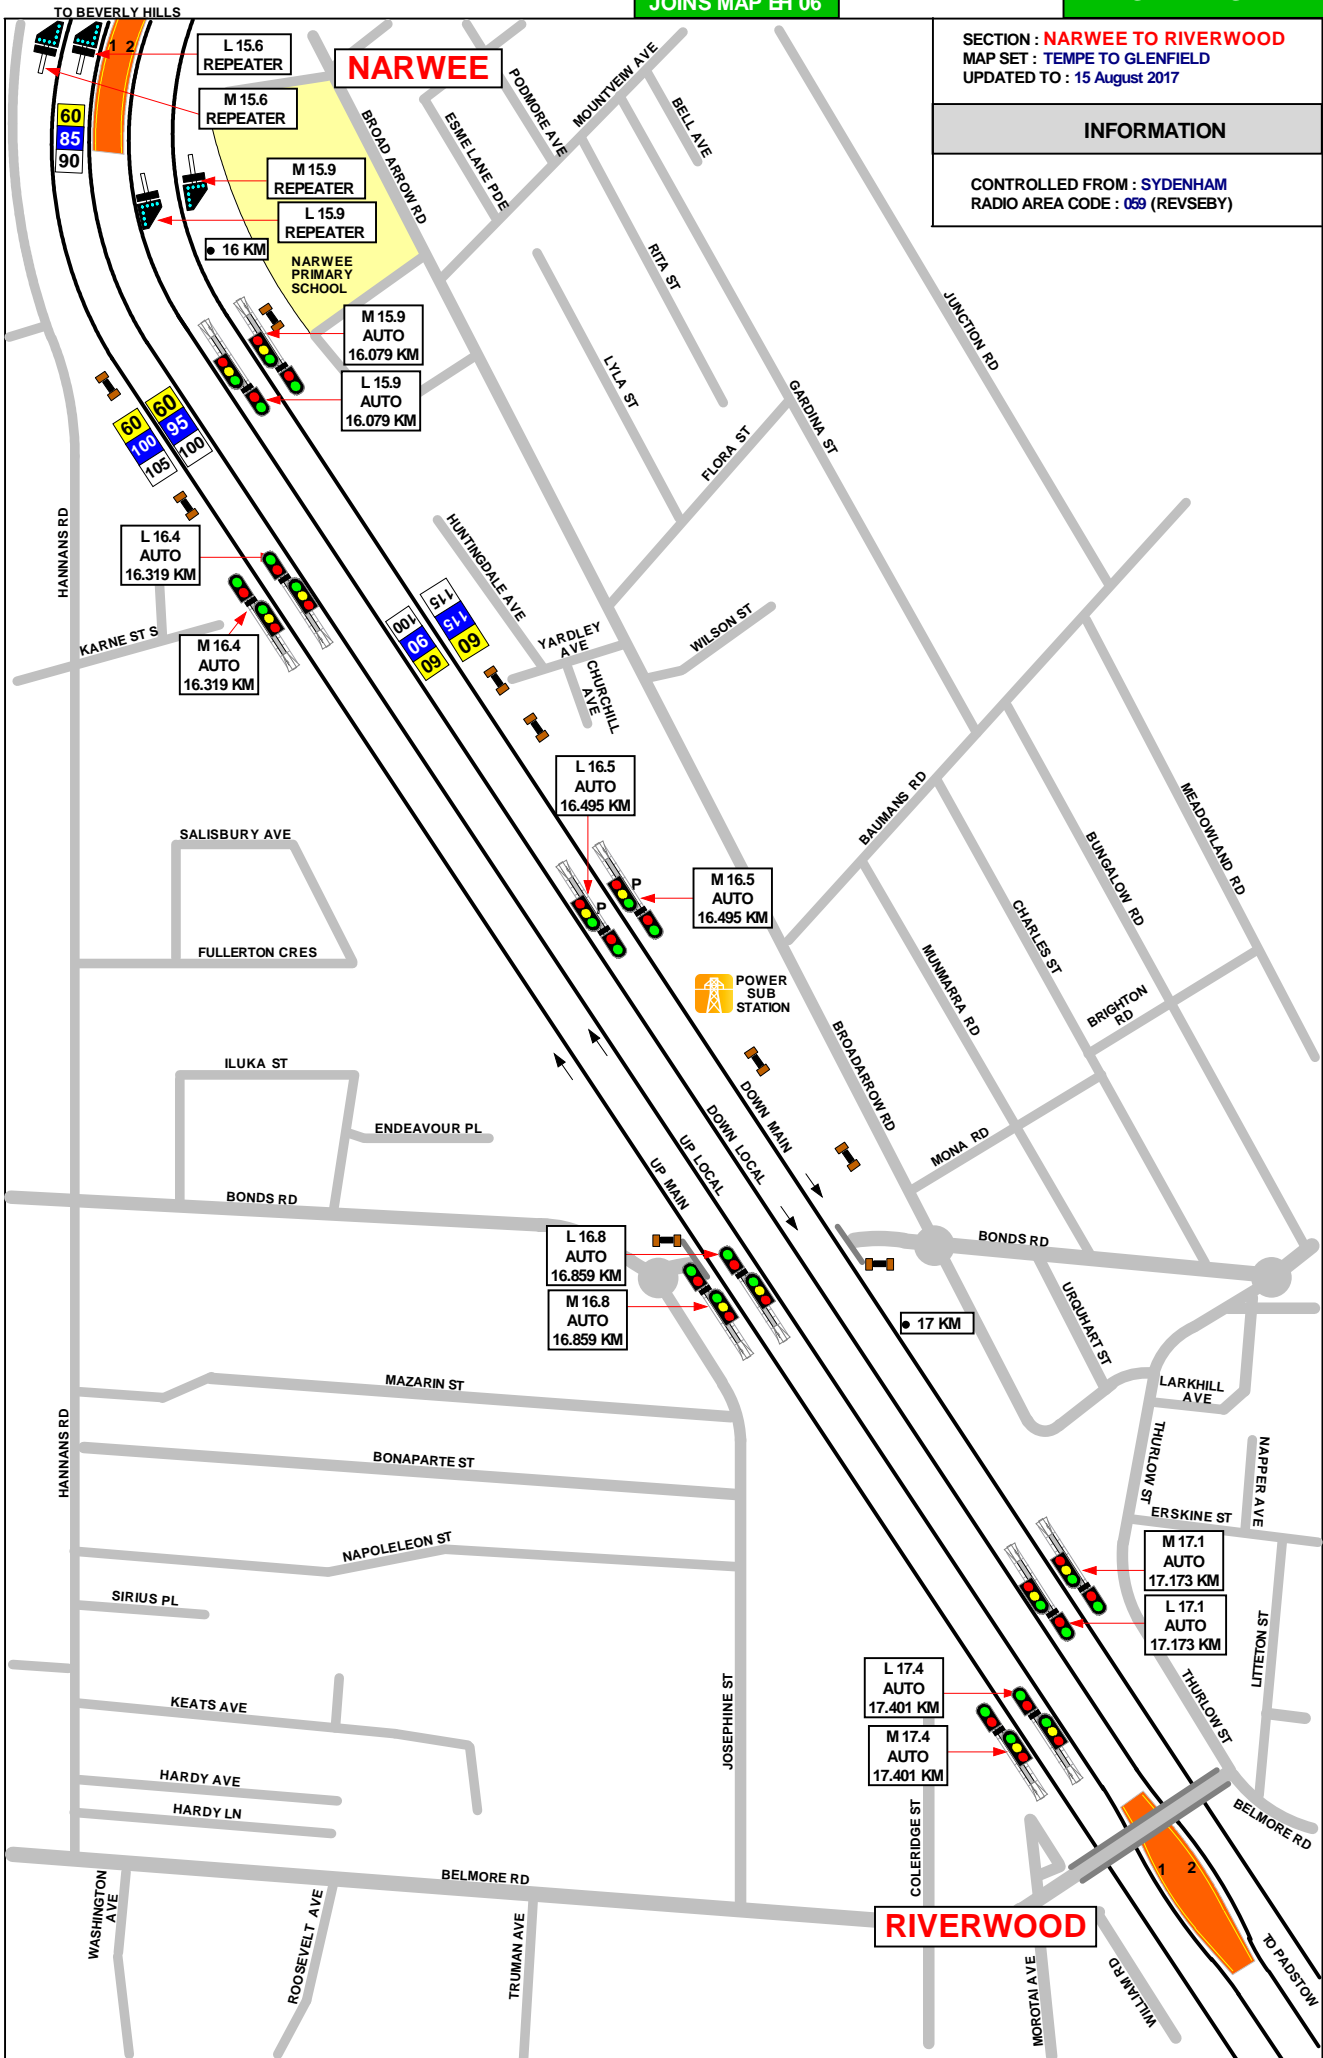 JOINS MAP EH 06
TO BEVERLY HILLS
SECTION : NARWEE TO RIVERWOOD
MAP SET : TEMPE TO GLENFIELD
UPDATED TO : 15 August 2017
INFORMATION
CONTROLLED FROM : SYDENHAM
RADIO AREA CODE : 059 (REVSEBY)
NARWEE
1 2
L 15.6
REPEATER
M 15.6
REPEATER
60
85
90
M 15.9
REPEATER
L 15.9
REPEATER
16 KM
NARWEE
PRIMARY
SCHOOL
BROAD ARROW RD
ESME LANE PDE
PODMORE AVE
MOUNTVEIW AVE
BELL AVE
RITA ST
LYLA ST
JUNCTION RD
GARDINA ST
FLORA ST
M 15.9
AUTO
16.079 KM
L 15.9
AUTO
16.079 KM
60
100
105
60
95
100
HANNANS RD
L 16.4
AUTO
16.319 KM
KARNE ST S
M 16.4
AUTO
16.319 KM
100
90
60
115
115
60
HUNTINGDALE AVE
YARDLEY
AVE
CHURCHILL
AVE
WILSON ST
L 16.5
AUTO
16.495 KM
P
P
M 16.5
AUTO
16.495 KM
BAUMANS RD
MEADOWLAND RD
BUNGALOW RD
CHARLES ST
MUNMARRA RD
BRIGHTON
RD
SALISBURY AVE
FULLERTON CRES
POWER
SUB
STATION
BROADARROW RD
MONA RD
ILUKA ST
ENDEAVOUR PL
BONDS RD
UP MAIN
UP LOCAL
DOWN LOCAL
DOWN MAIN
BONDS RD
L 16.8
AUTO
16.859 KM
M 16.8
AUTO
16.859 KM
17 KM
URQUHART ST
LARKHILL
AVE
THURLOW ST
NAPPER AVE
ERSKINE ST
MAZARIN ST
HANNANS RD
BONAPARTE ST
NAPOLELEON ST
SIRIUS PL
M 17.1
AUTO
17.173 KM
L 17.1
AUTO
17.173 KM
LITTETON ST
THURLOW ST
L 17.4
AUTO
17.401 KM
M 17.4
AUTO
17.401 KM
JOSEPHINE ST
KEATS AVE
HARDY AVE
HARDY LN
BELMORE RD
COLERIDGE ST
BELMORE RD
1 2
RIVERWOOD
WASHINGTON
AVE
ROOSEVELT AVE
TRUMAN AVE
MOROTAI AVE
WILLIAM RD
TO PADSTOW